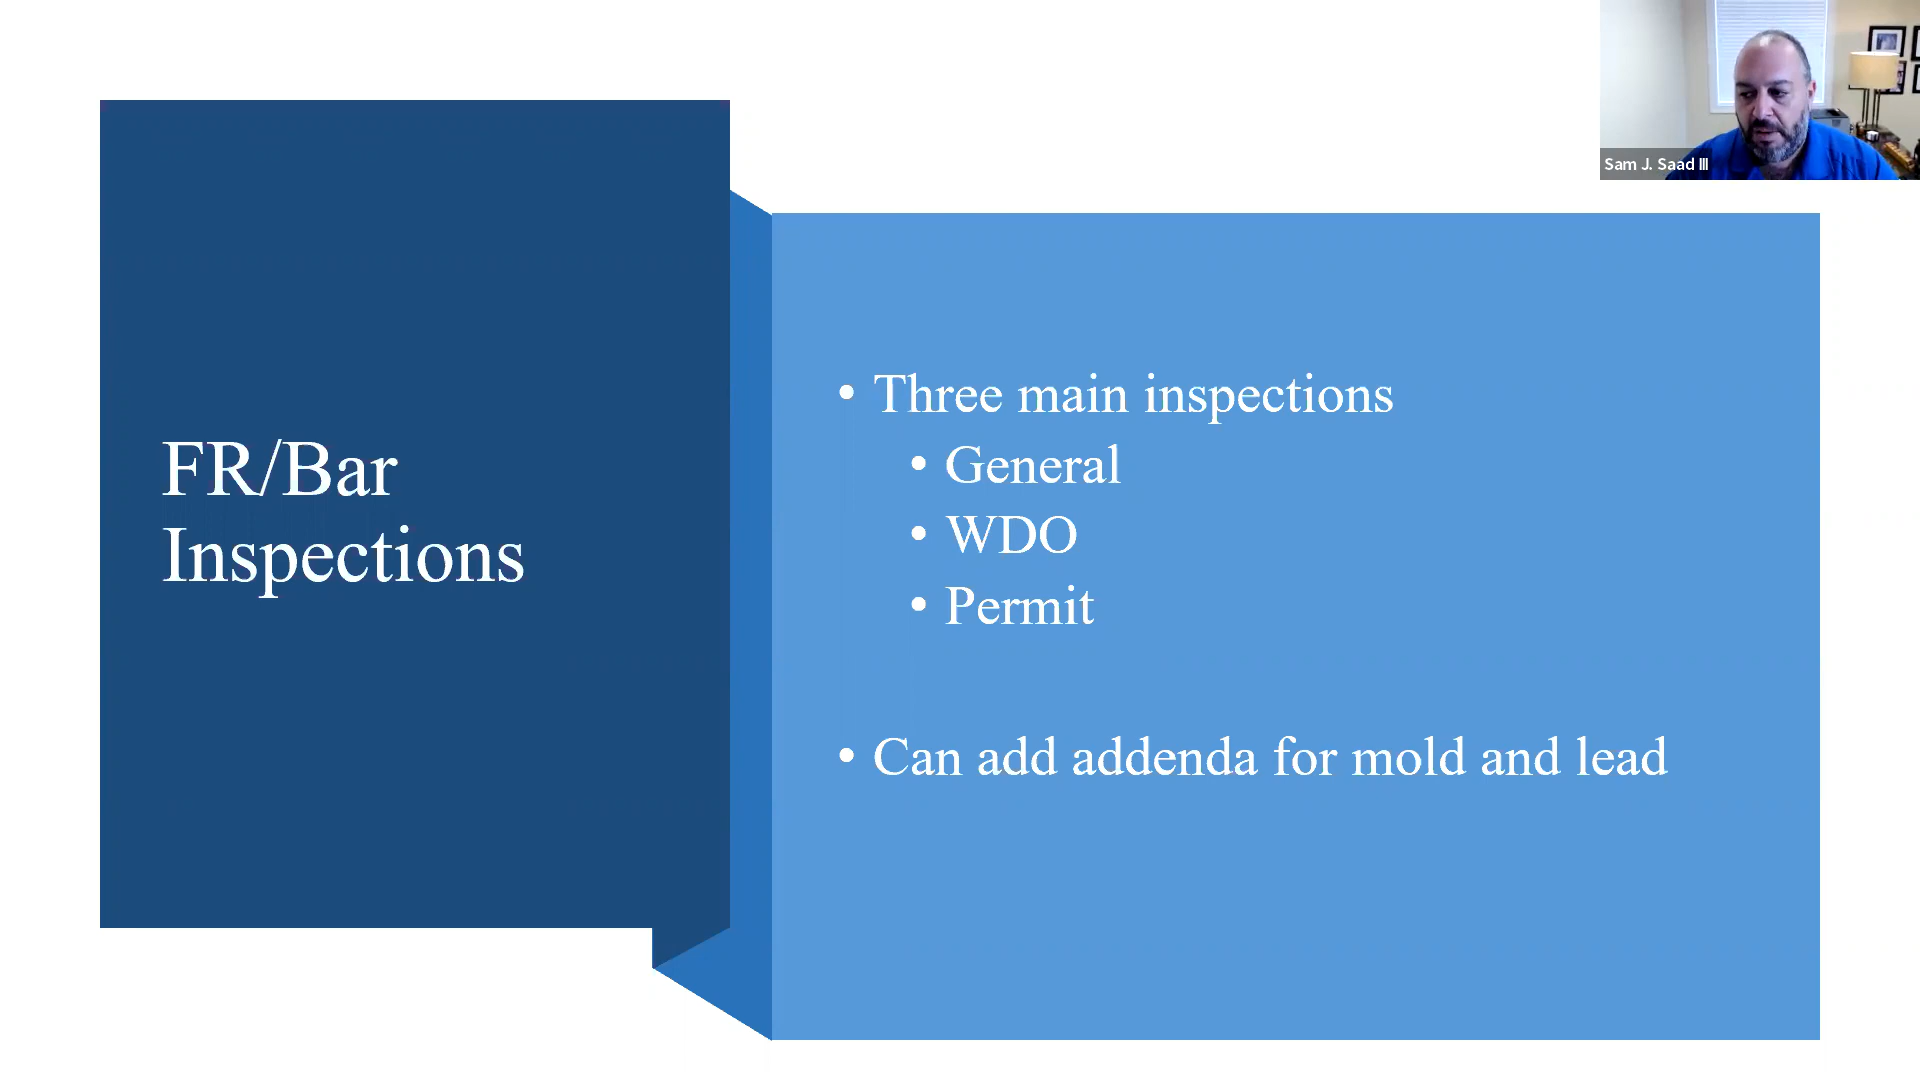 Sam J. Saad III
FR/Bar
Inspections
• Three main inspections
• General
• WDO
• Permit
• Can add addenda for mold and lead